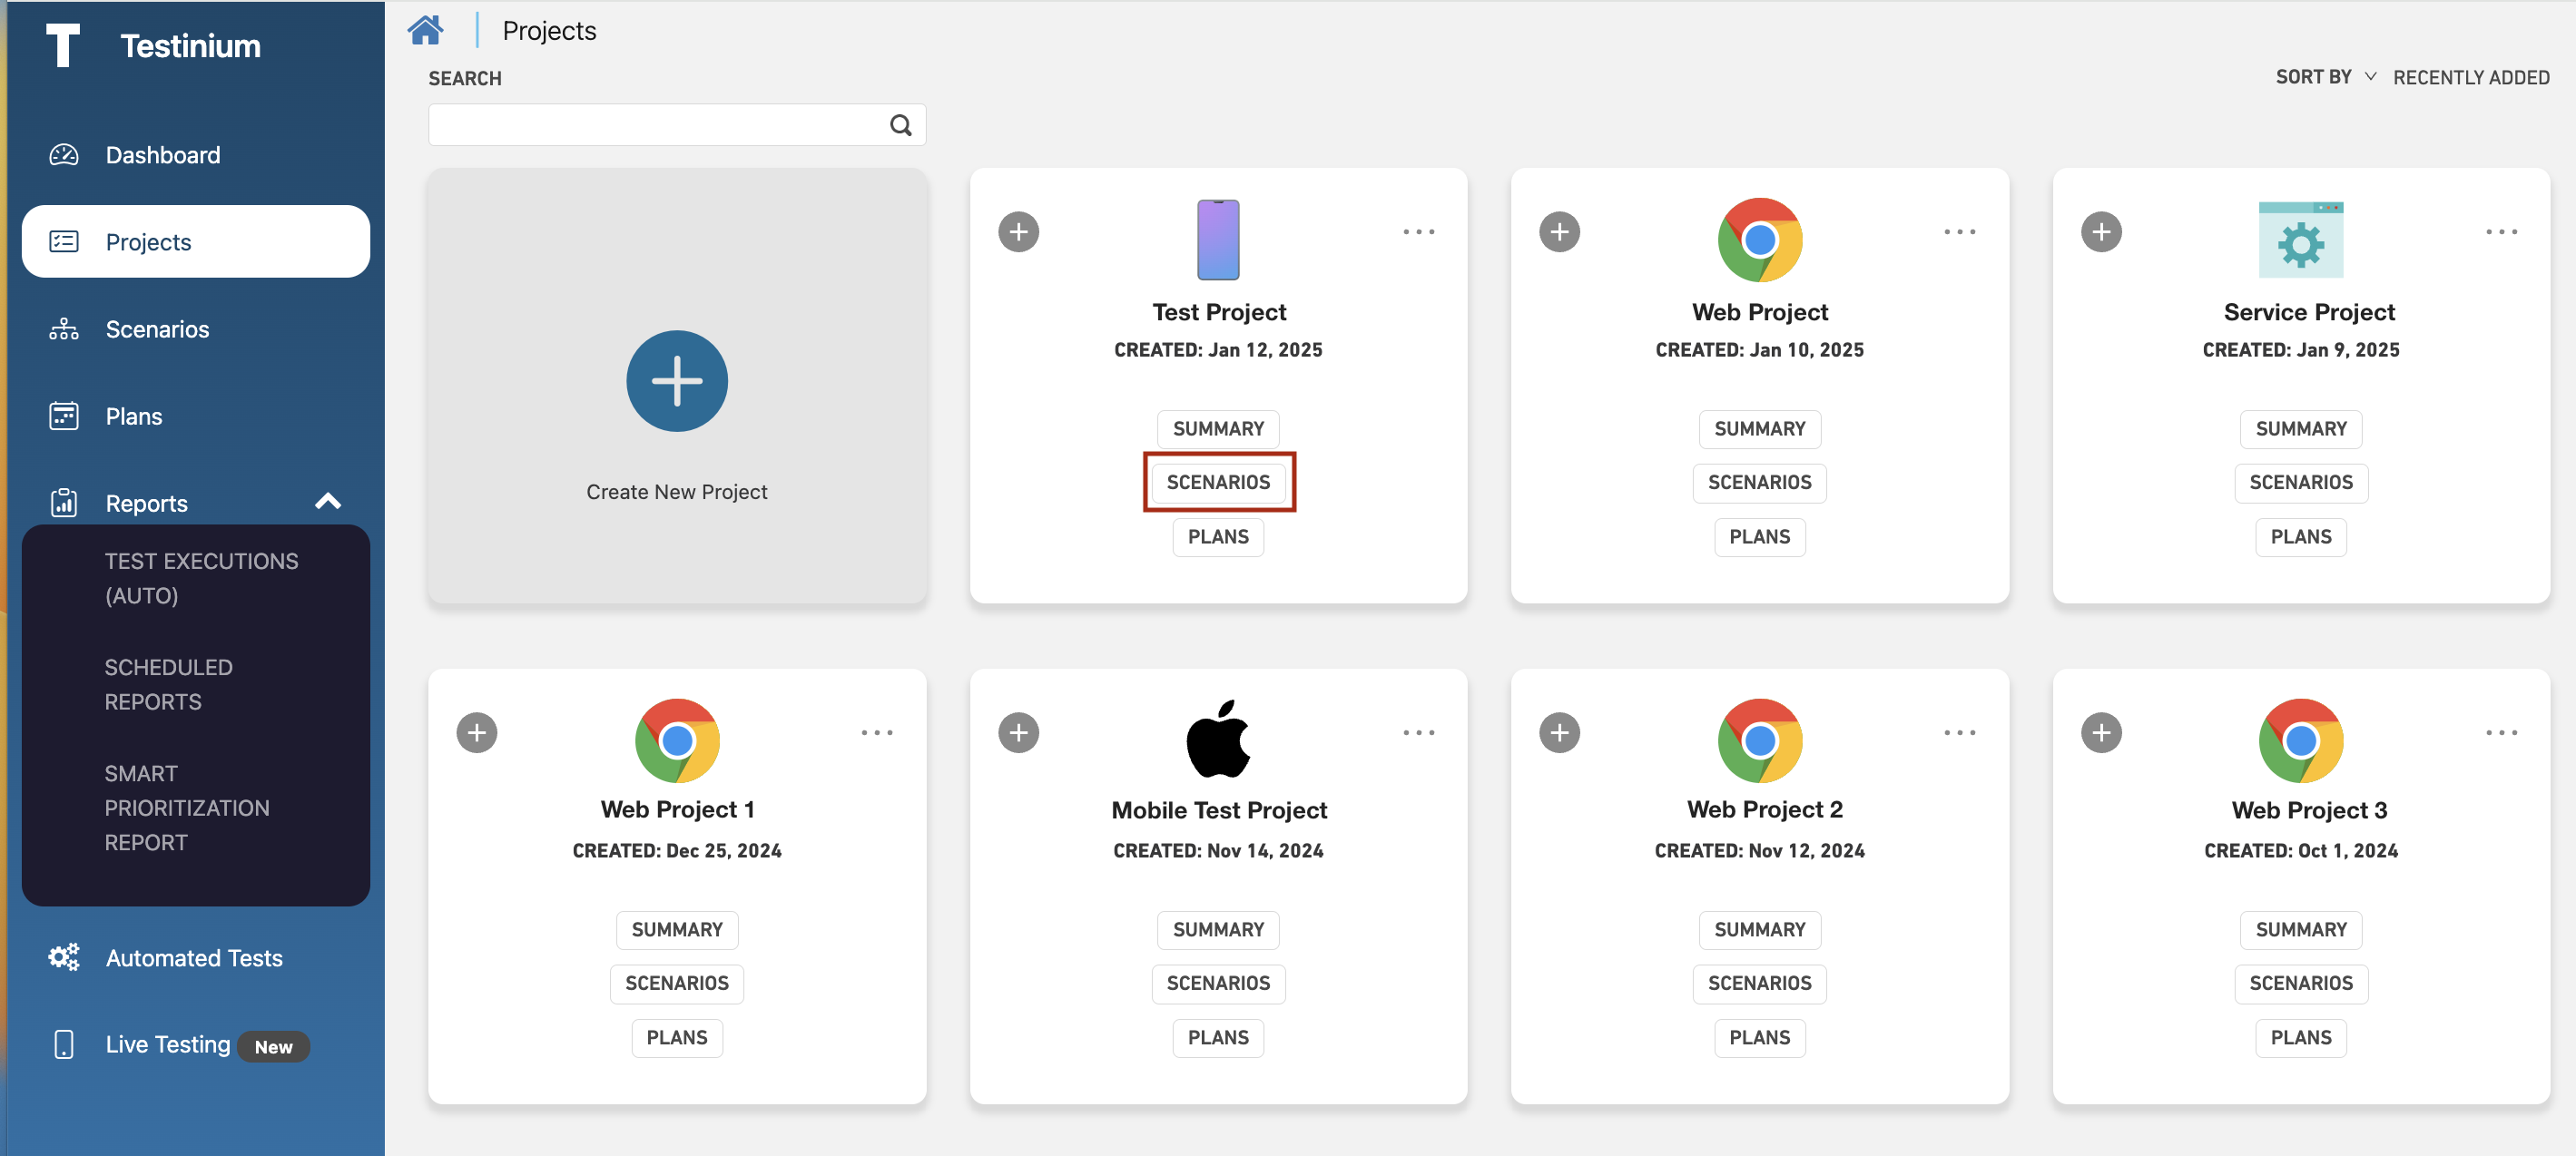 Testinium
Dashboard
Projects
Scenarios
Plans
Reports
TEST EXECUTIONS
(AUTO)
SCHEDULED
REPORTS
SMART
PRIORITIZATION
REPORT
Automated Tests
Live Testing New
Projects
SEARCH
SORT BY RECENTLY ADDED
Create New Project
Test Project
CREATED: Jan 12, 2025
SUMMARY
SCENARIOS
PLANS
Web Project
CREATED: Jan 10, 2025
SUMMARY
SCENARIOS
PLANS
Service Project
CREATED: Jan 9, 2025
SUMMARY
SCENARIOS
PLANS
Web Project 1
CREATED: Dec 25, 2024
SUMMARY
SCENARIOS
PLANS
Mobile Test Project
CREATED: Nov 14, 2024
SUMMARY
SCENARIOS
PLANS
Web Project 2
CREATED: Nov 12, 2024
SUMMARY
SCENARIOS
PLANS
Web Project 3
CREATED: Oct 1, 2024
SUMMARY
SCENARIOS
PLANS